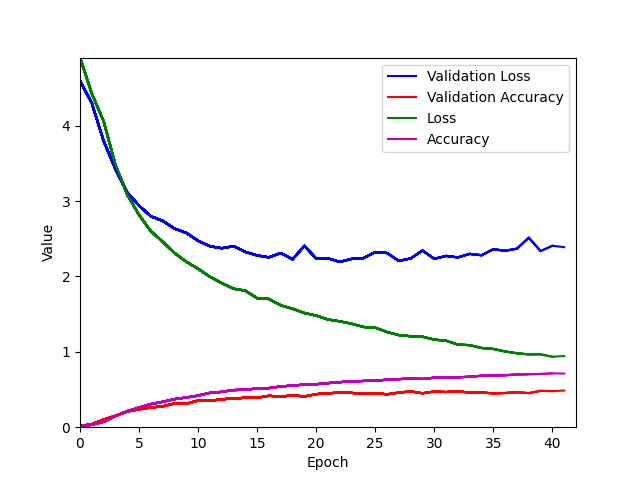 Validation Loss
Validation Accuracy
Loss
Accuracy
4
3
2
1
0
Value
0 5 10 15 20 25 30 35 40
Epoch